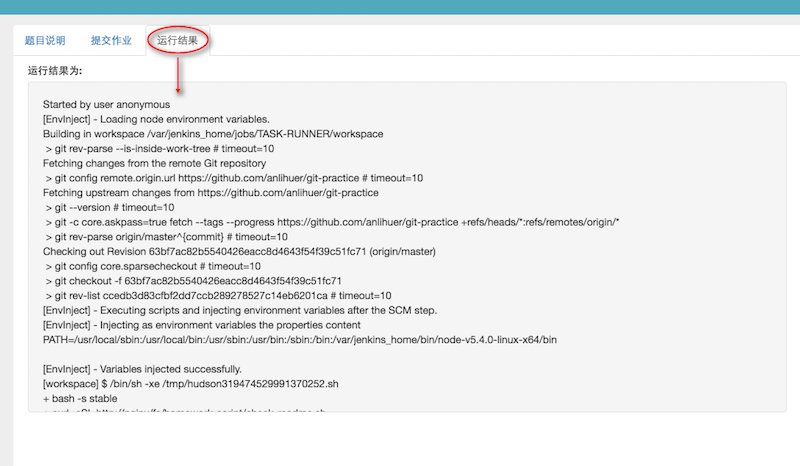 题目说明
提交作业
运行结果
运行结果为:
Started by user anonymous
[EnvInject] - Loading node environment variables.
Building in workspace /var/jenkins_home/jobs/TASK-RUNNER/workspace
> git rev-parse --is-inside-work-tree # timeout=10
Fetching changes from the remote Git repository
> git config remote.origin.url https://github.com/anlihuer/git-practice # timeout=10
Fetching upstream changes from https://github.com/anlihuer/git-practice
> git --version # timeout=10
> git -c core.askpass=true fetch --tags --progress https://github.com/anlihuer/git-practice +refs/heads/*:refs/remotes/origin/*
> git rev-parse origin/master^{commit} # timeout=10
Checking out Revision 63bf7ac82b5540426eacc8d4643f54f39c51fc71 (origin/master)
> git config core.sparsecheckout # timeout=10
> git checkout -f 63bf7ac82b5540426eacc8d4643f54f39c51fc71
> git rev-list ccedb3d83cfbf2dd7ccb289278527c14eb6201ca # timeout=10
[EnvInject] - Executing scripts and injecting environment variables after the SCM step.
[EnvInject] - Injecting as environment variables the properties content
PATH=/usr/local/sbin:/usr/local/bin:/usr/sbin:/usr/bin:/sbin:/bin:/var/jenkins_home/bin/node-v5.4.0-linux-x64/bin
[EnvInject] - Variables injected successfully.
[workspace] $ /bin/sh -xe /tmp/hudson319474529991370252.sh
+ bash -s stable